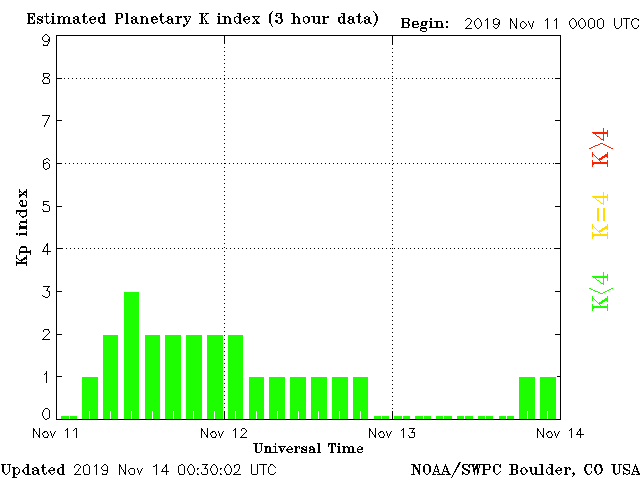 Estimated Planetary K index (3 hour data) Begin: 2019 Nov 11 0000 UTC
9
8
7
6
5
4
3
2
1
0
Kp index
K>4
K=4
K<4
Nov 11 Nov 12 Nov 13 Nov 14
Universal Time
Updated 2019 Nov 14 00:30:02 UTC NOAA/SWPC Boulder, CO USA